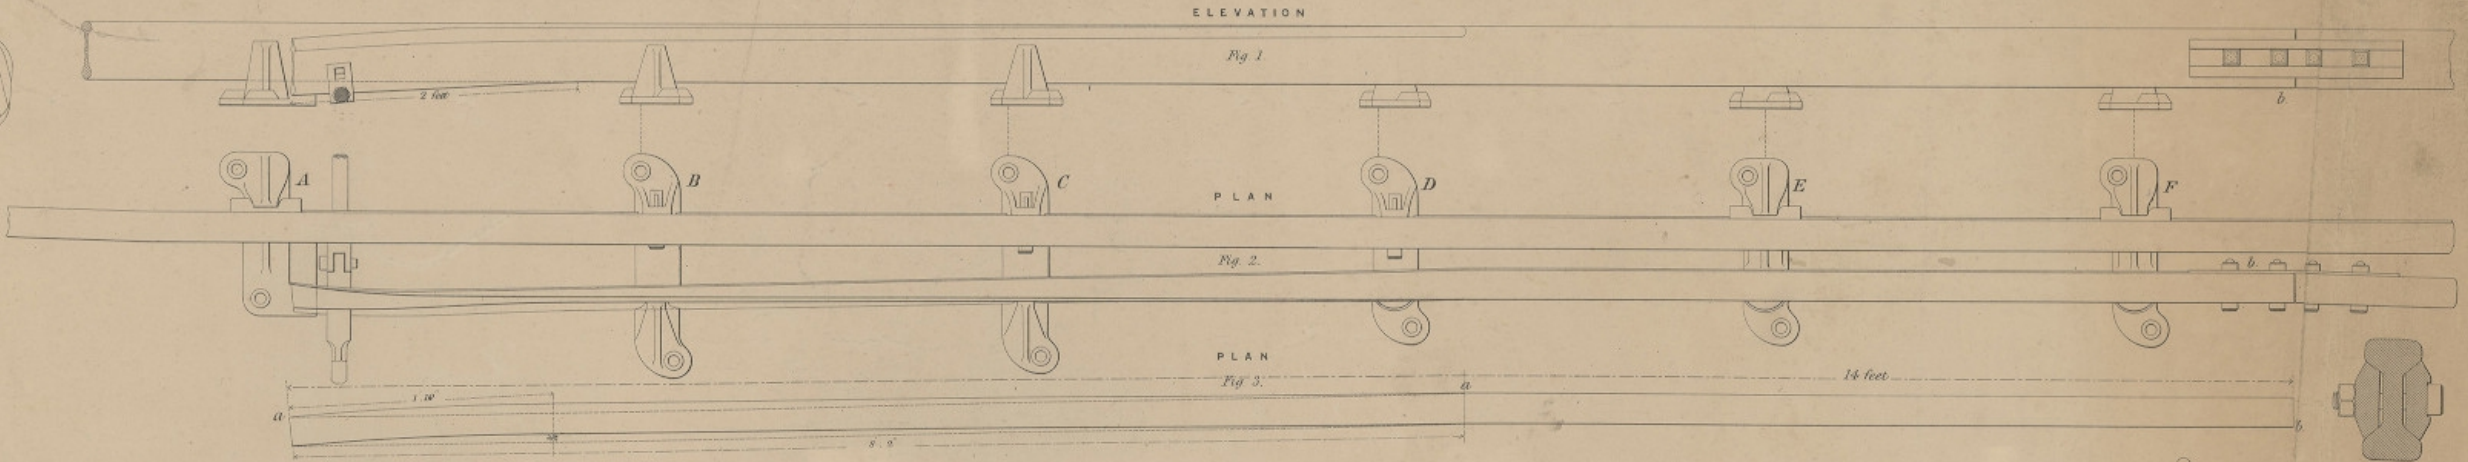 ELEVATION
Fig. 1
2 feet
b.
A
B
C
D
E
F
PLAN
Fig. 2.
b.
PLAN
Fig 3.
14 feet
a
a
8 . 2"
b